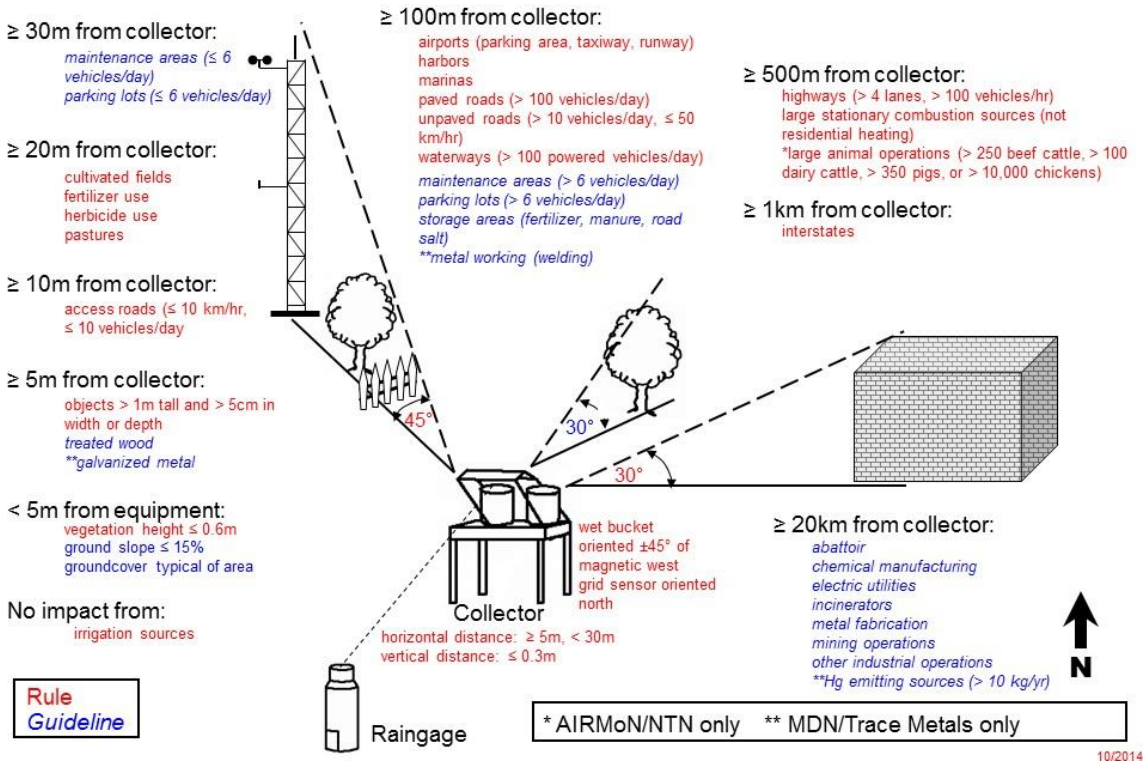 ≥ 30m from collector:
maintenance areas (≤ 6
vehicles/day)
parking lots (≤ 6 vehicles/day)
≥ 20m from collector:
cultivated fields
fertilizer use
herbicide use
pastures
≥ 10m from collector:
access roads (≤ 10 km/hr,
≤ 10 vehicles/day
≥ 5m from collector:
objects > 1m tall and > 5cm in
width or depth
treated wood
**galvanized metal
< 5m from equipment:
vegetation height ≤ 0.6m
ground slope ≤ 15%
groundcover typical of area
No impact from:
irrigation sources
Rule
Guideline
≥ 100m from collector:
airports (parking area, taxiway, runway)
harbors
marinas
paved roads (> 100 vehicles/day)
unpaved roads (> 10 vehicles/day, ≤ 50
km/hr)
waterways (> 100 powered vehicles/day)
maintenance areas (> 6 vehicles/day)
parking lots (> 6 vehicles/day)
storage areas (fertilizer, manure, road
salt)
**metal working (welding)
≥ 500m from collector:
highways (> 4 lanes, > 100 vehicles/hr)
large stationary combustion sources (not
residential heating)
*large animal operations (> 250 beef cattle, > 100
dairy cattle, > 350 pigs, or > 10,000 chickens)
≥ 1km from collector:
interstates
45°
30°
30°
wet bucket
oriented ±45° of
magnetic west
grid sensor oriented
north
Collector
horizontal distance: ≥ 5m, < 30m
vertical distance: ≤ 0.3m
Raingage
≥ 20km from collector:
abattoir
chemical manufacturing
electric utilities
incinerators
metal fabrication
mining operations
other industrial operations
**Hg emitting sources (> 10 kg/yr)
N
* AIRMoN/NTN only ** MDN/Trace Metals only
10/2014